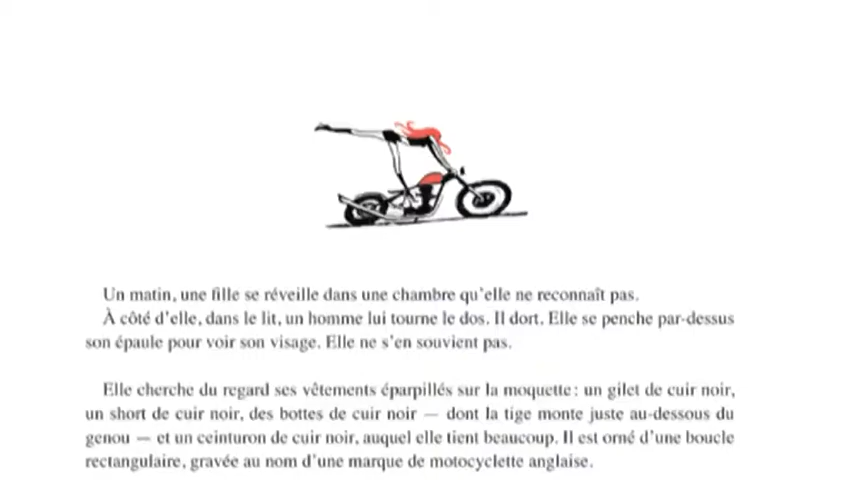 Un matin, une fille se réveille dans une chambre qu'elle ne reconnaît pas.
À côté d'elle, dans le lit, un homme lui tourne le dos. Il dort. Elle se penche par-dessus
son épaule pour voir son visage. Elle ne s'en souvient pas.
Elle cherche du regard ses vêtements éparpillés sur la moquette : un gilet de cuir noir,
un short de cuir noir, des bottes de cuir noir — dont la tige monte juste au-dessous du
genou — et un ceinturon de cuir noir, auquel elle tient beaucoup. Il est orné d'une boucle
rectangulaire, gravée au nom d'une marque de motocyclette anglaise.